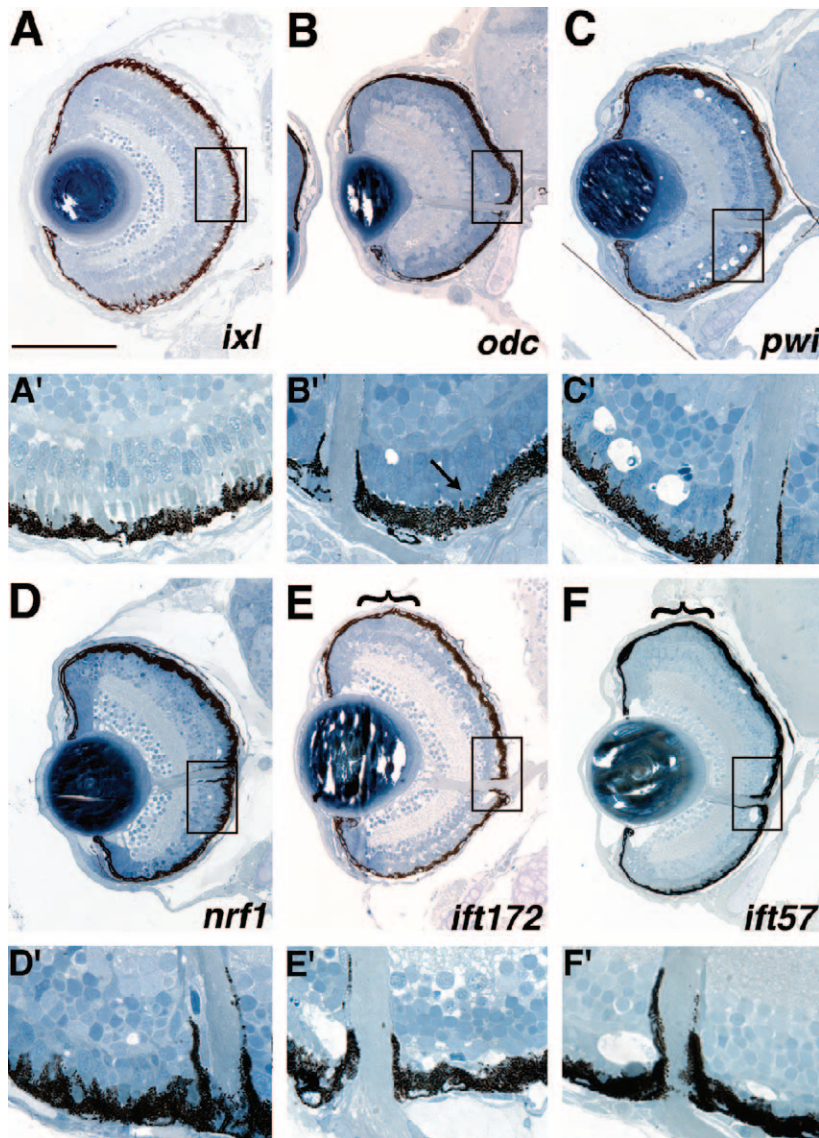 A
B
C
ixl
odc
pwi
A'
B'
C'
D
E
F
{
{
nrf1
ift172
ift57
D'
E'
F'